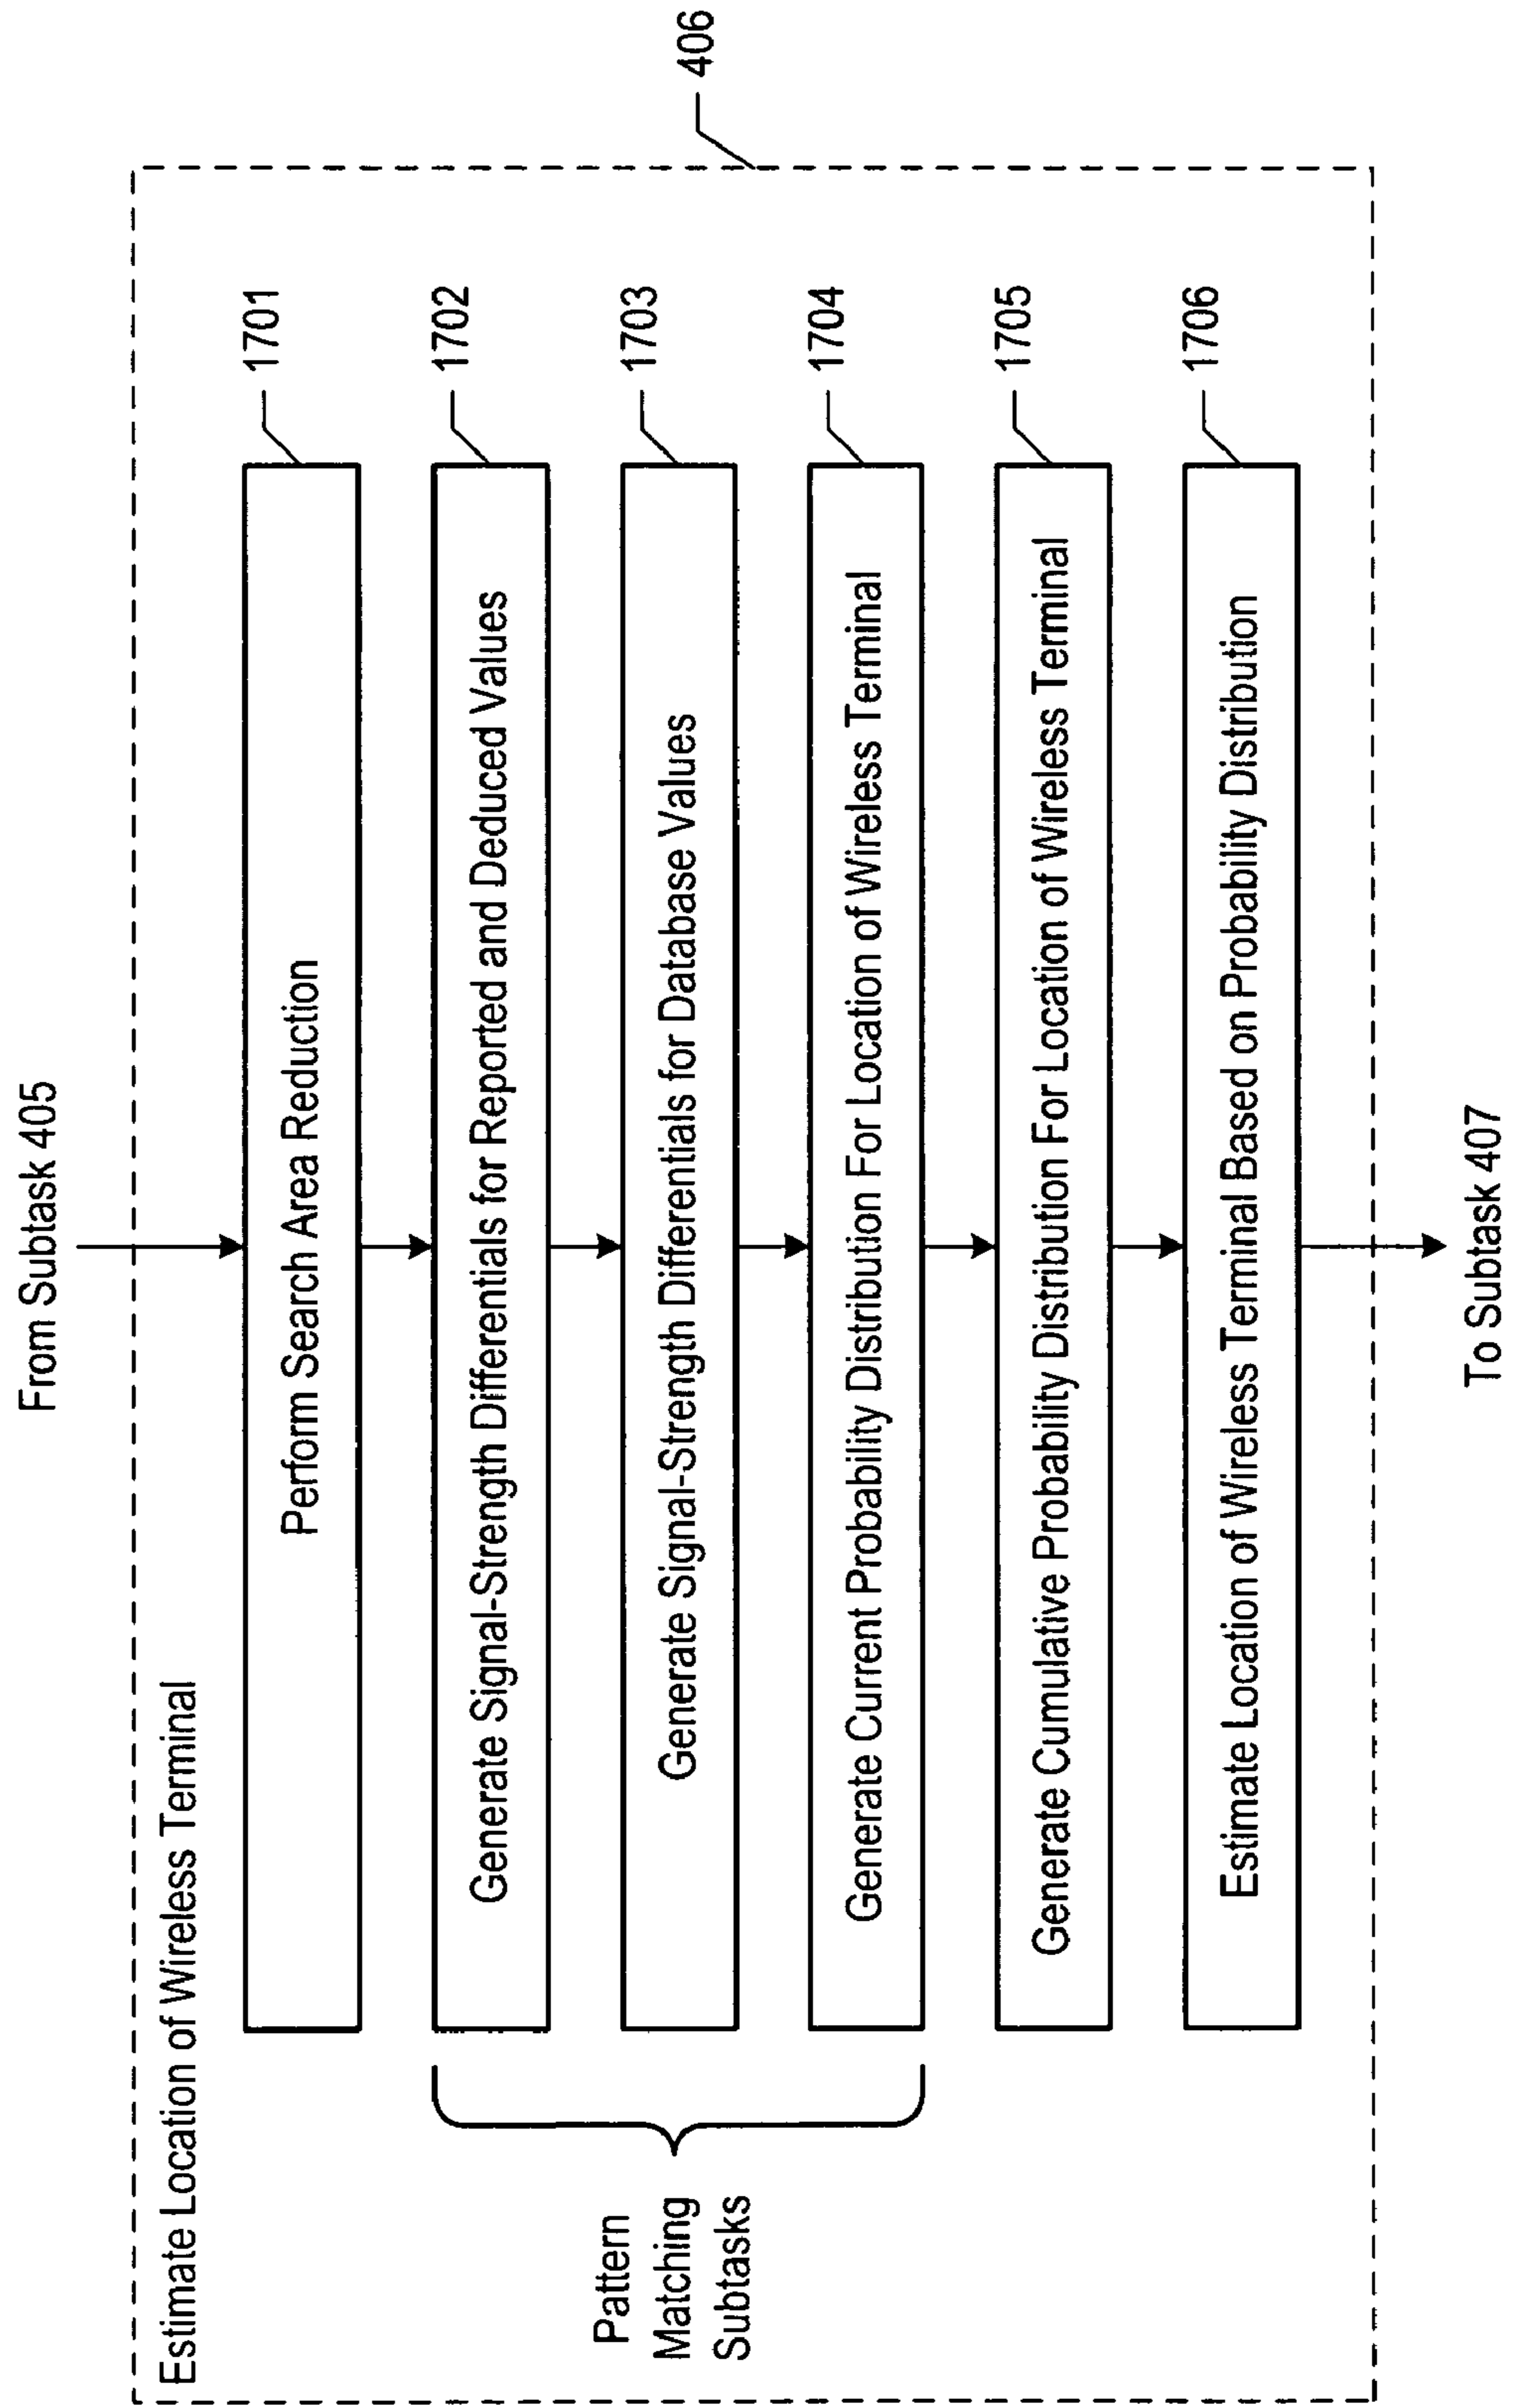 From Subtask 405
Estimate Location of Wireless Terminal
406
Perform Search Area Reduction
1701
Generate Signal-Strength Differentials for Reported and Deduced Values
1702
Pattern
Matching
Subtasks
Generate Signal-Strength Differentials for Database Values
1703
Generate Current Probability Distribution For Location of Wireless Terminal
1704
Generate Cumulative Probability Distribution For Location of Wireless Terminal
1705
Estimate Location of Wireless Terminal Based on Probability Distribution
1706
To Subtask 407